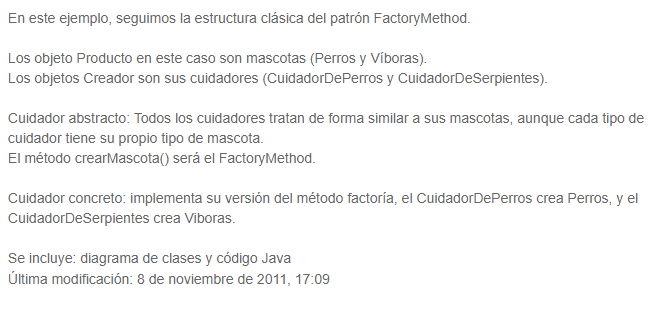 En este ejemplo, seguimos la estructura clásica del patrón FactoryMethod.
Los objeto Producto en este caso son mascotas (Perros y Víboras).
Los objetos Creador son sus cuidadores (CuidadorDePerros y CuidadorDeSerpientes).
Cuidador abstracto: Todos los cuidadores tratan de forma similar a sus mascotas, aunque cada tipo de
cuidador tiene su propio tipo de mascota.
El método crearMascota() será el FactoryMethod.
Cuidador concreto: implementa su versión del método factoría, el CuidadorDePerros crea Perros, y el
CuidadorDeSerpientes crea Viboras.
Se incluye: diagrama de clases y código Java
Última modificación: 8 de noviembre de 2011, 17:09